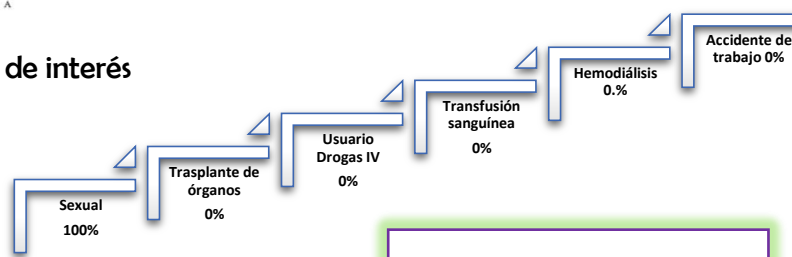 A
de interés
Sexual
100%
Trasplante de
órganos
0%
Usuario
Drogas IV
0%
Transfusión
sanguínea
0%
Hemodiálisis
0.%
Accidente de
trabajo 0%